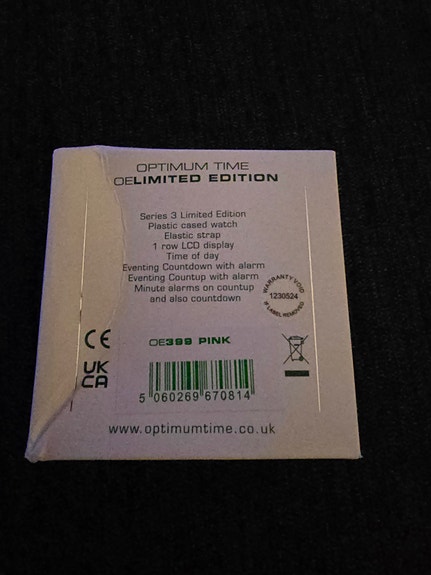 OPTIMUM TIME
OELIMITED EDITION
Series 3 Limited Edition
Plastic cased watch
Elastic strap
1 row LCD display
Time of day
Eventing Countdown with alarm
Eventing Countup with alarm
Minute alarms on countup
and also countdown
WARRANTY VOID
1230524
IF LABEL REMOVED
CE
UK
CA
OE399 PINK
5 060269 670814
www.optimumtime.co.uk